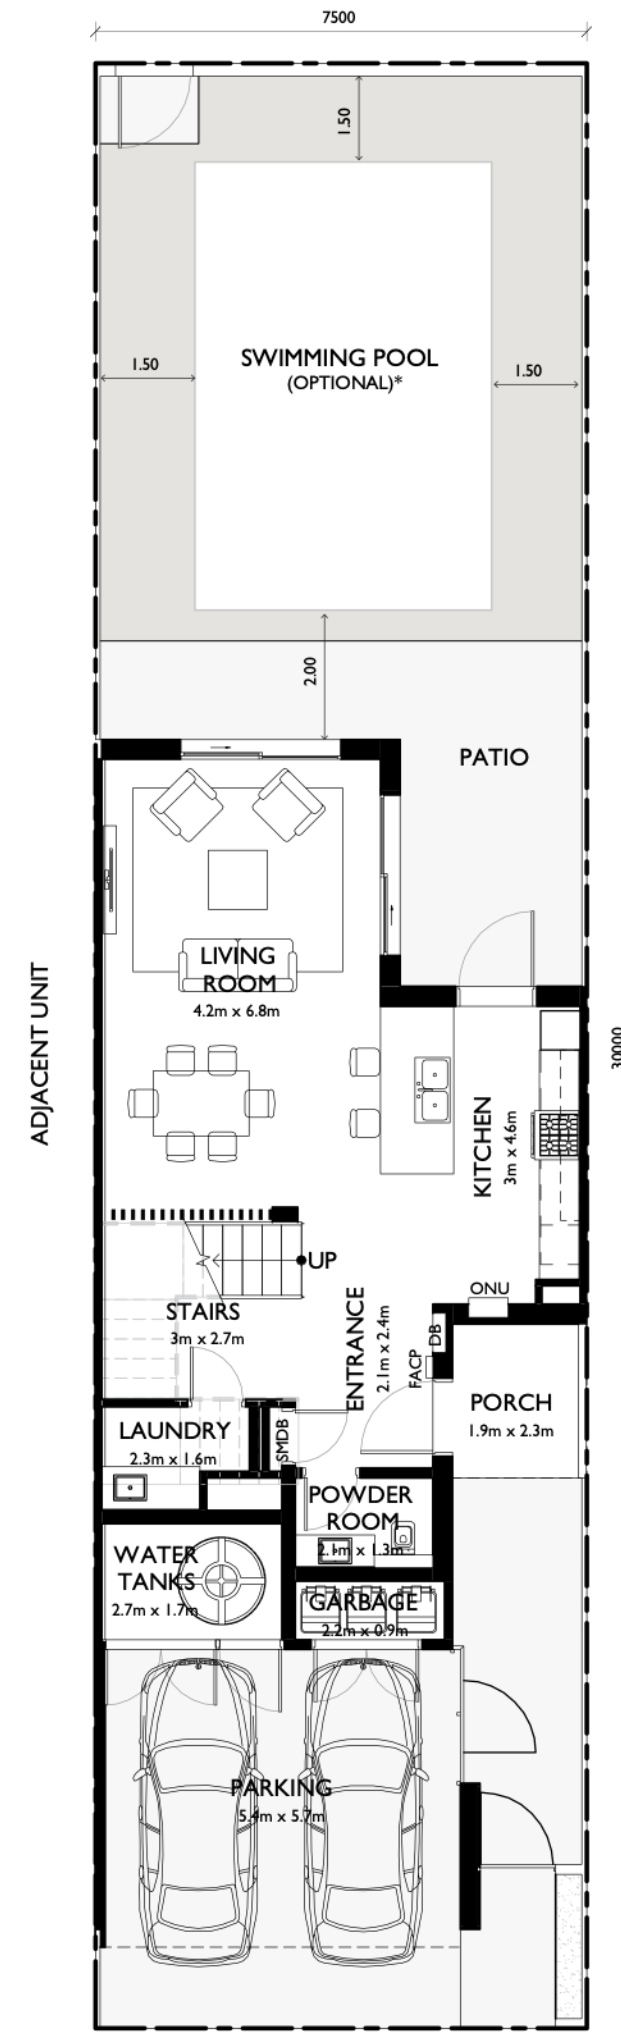 7500
1.50
SWIMMING POOL
(OPTIONAL)*
1.50
1.50
2.00
PATIO
ADJACENT UNIT
30000
LIVING
ROOM
4.2m x 6.8m
KITCHEN
3m x 4.6m
UP
ONU
STAIRS
3m x 2.7m
ENTRANCE
2.1m x 2.4m
DB
FACP
PORCH
1.9m x 2.3m
LAUNDRY
2.3m x 1.6m
SMDB
POWDER
ROOM
2.1m x 1.3m
WATER
TANKS
2.7m x 1.7m
GARBAGE
2.2m x 0.9m
PARKING
5.4m x 5.7m